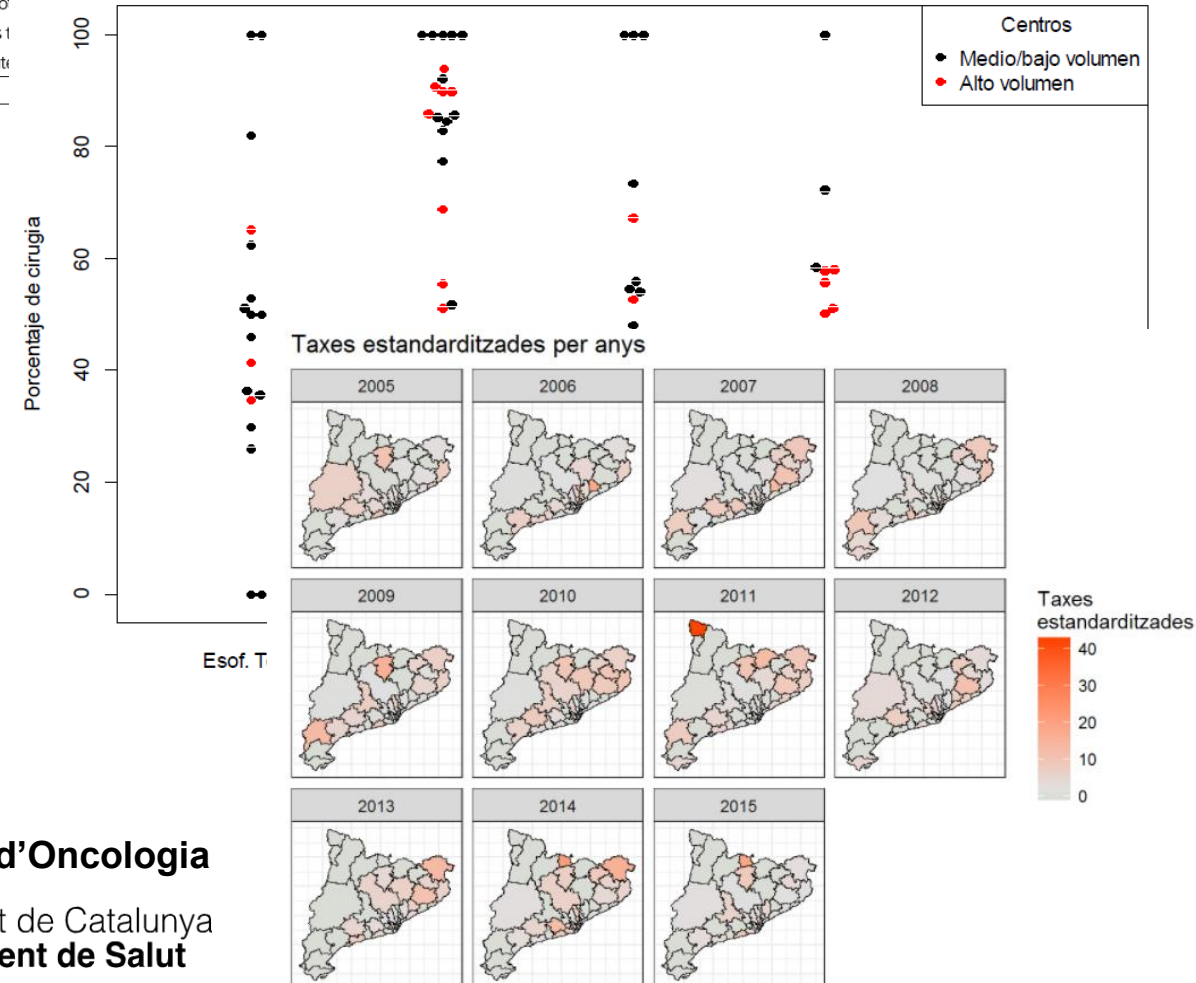 Centros
Medio/bajo volumen
Alto volumen
Porcentaje de cirugia
100
80
60
40
20
0
Esof.
Taxes estandarditzades per anys
2005
2006
2007
2008
2009
2010
2011
2012
2013
2014
2015
Taxes
estandarditzades
40
30
20
10
0
d’Oncologia
t de Catalunya
ent de Salut